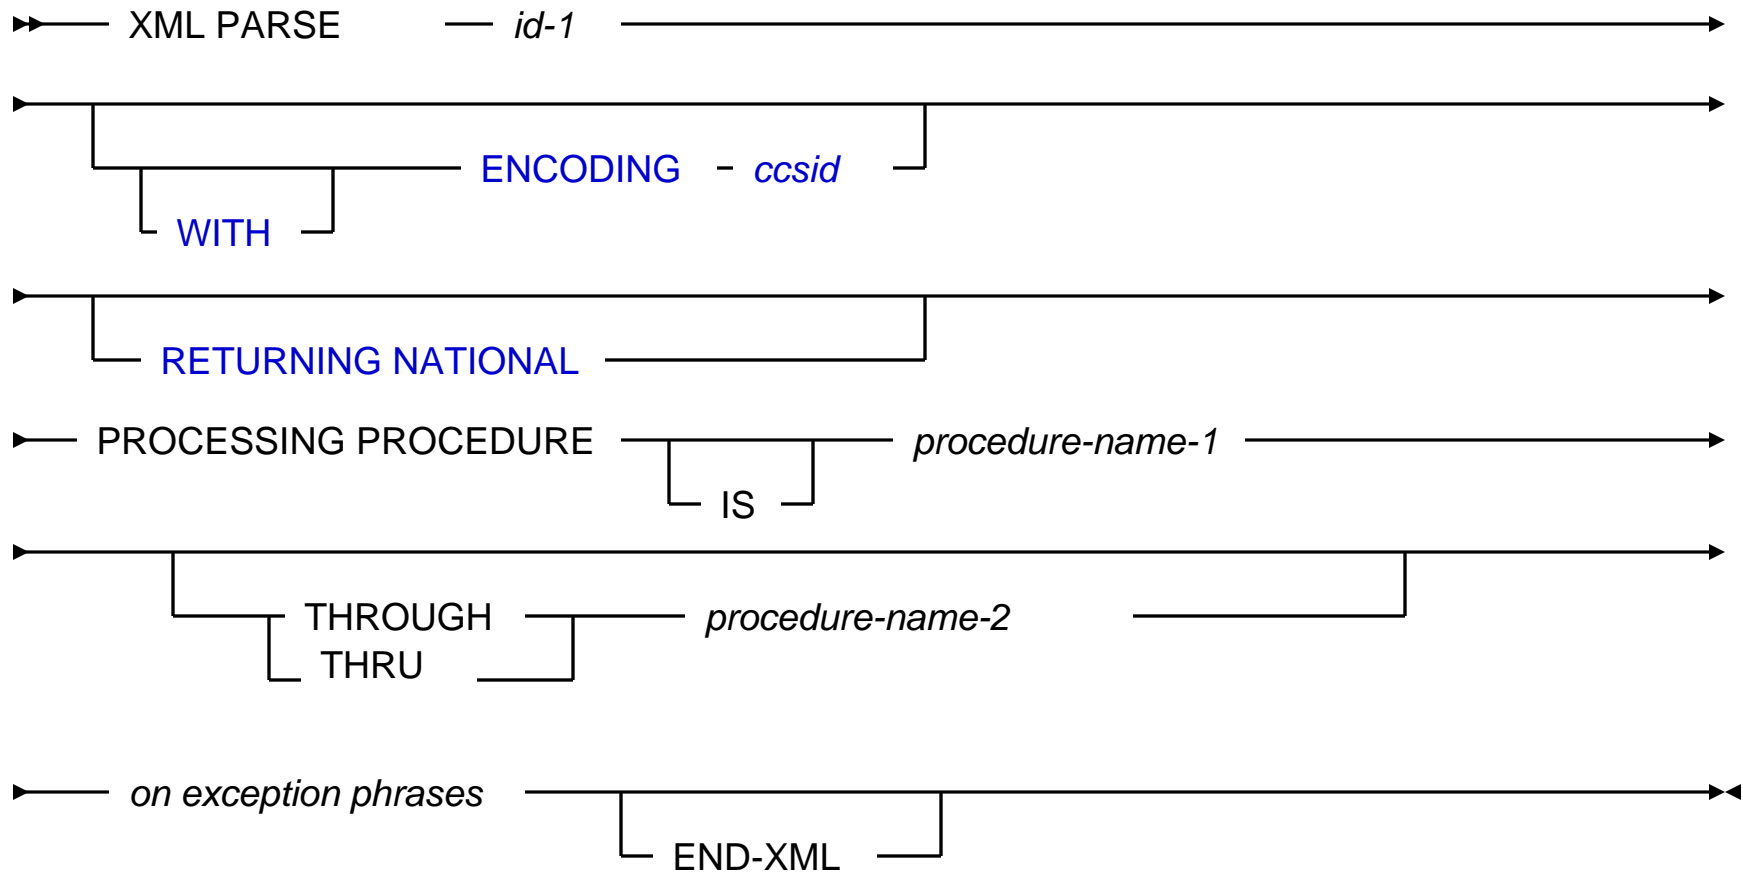 XML PARSE id-1
ENCODING ccsid
WITH
RETURNING NATIONAL
PROCESSING PROCEDURE procedure-name-1
IS
THROUGH procedure-name-2
THRU
on exception phrases
END-XML